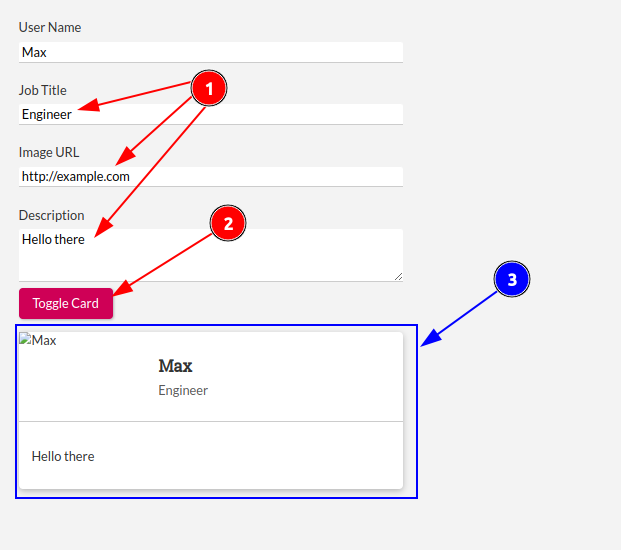 User Name
Max
Job Title
1
Engineer
Image URL
http://example.com
Description
2
Hello there
Toggle Card
3
Max
Max
Engineer
Hello there